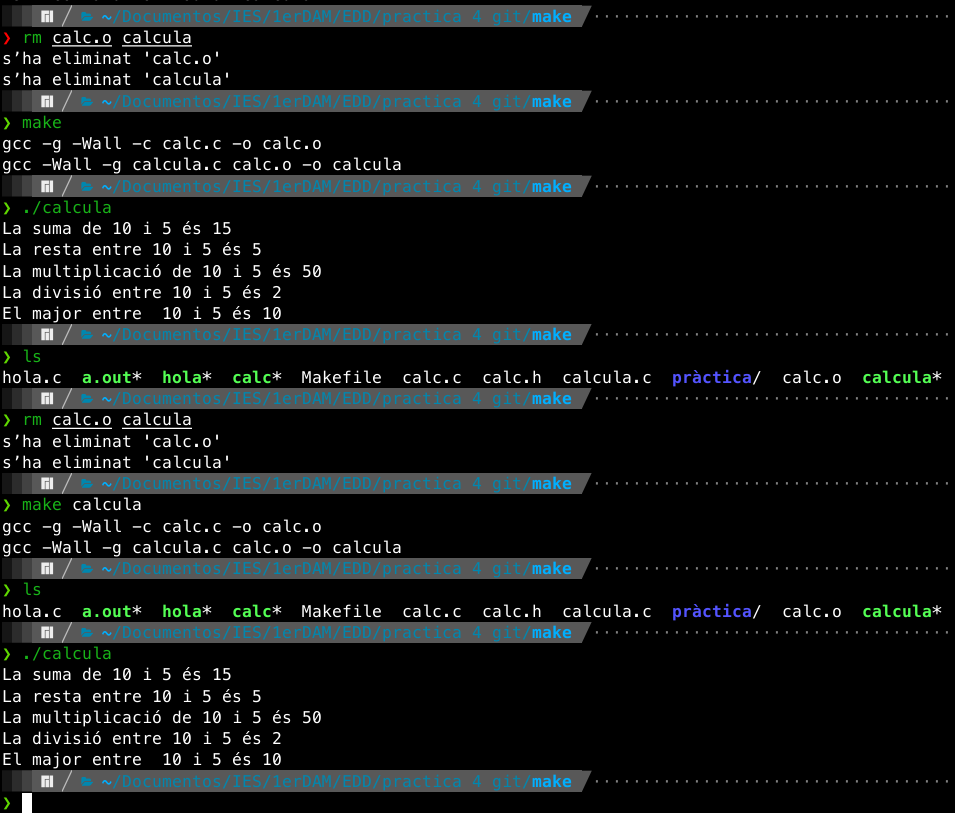 ~/Documentos/IES/1erDAM/EDD/practica 4 git/make
❯ rm calc.o calcula
s’ha eliminat 'calc.o'
s’ha eliminat 'calcula'
~/Documentos/IES/1erDAM/EDD/practica 4 git/make
❯ make
gcc -g -Wall -c calc.c -o calc.o
gcc -Wall -g calcula.c calc.o -o calcula
~/Documentos/IES/1erDAM/EDD/practica 4 git/make
❯ ./calcula
La suma de 10 i 5 és 15
La resta entre 10 i 5 és 5
La multiplicació de 10 i 5 és 50
La divisió entre 10 i 5 és 2
El major entre  10 i 5 és 10
~/Documentos/IES/1erDAM/EDD/practica 4 git/make
❯ ls
hola.c  a.out*  hola*  calc*  Makefile  calc.c  calc.h  calcula.c  pràctica/  calc.o  calcula*
~/Documentos/IES/1erDAM/EDD/practica 4 git/make
❯ rm calc.o calcula
s’ha eliminat 'calc.o'
s’ha eliminat 'calcula'
~/Documentos/IES/1erDAM/EDD/practica 4 git/make
❯ make calcula
gcc -g -Wall -c calc.c -o calc.o
gcc -Wall -g calcula.c calc.o -o calcula
~/Documentos/IES/1erDAM/EDD/practica 4 git/make
❯ ls
hola.c  a.out*  hola*  calc*  Makefile  calc.c  calc.h  calcula.c  pràctica/  calc.o  calcula*
~/Documentos/IES/1erDAM/EDD/practica 4 git/make
❯ ./calcula
La suma de 10 i 5 és 15
La resta entre 10 i 5 és 5
La multiplicació de 10 i 5 és 50
La divisió entre 10 i 5 és 2
El major entre  10 i 5 és 10
~/Documentos/IES/1erDAM/EDD/practica 4 git/make
❯